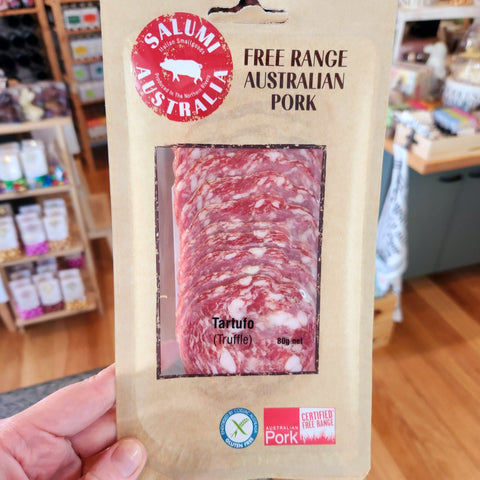 SALUMI
Italian Smallgoods
Produced In The Northern Rivers
AUSTRALIA
FREE RANGE
AUSTRALIAN
PORK
Tartufo
(Truffle)
80g net
GLUTEN FREE
AUSTRALIAN
Pork
CERTIFIED
FREE RANGE